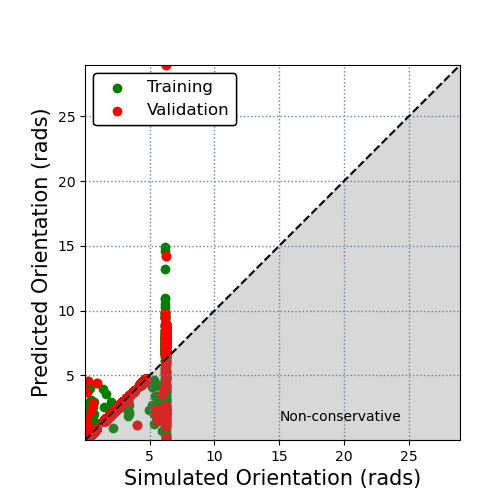 Training
Validation
Predicted Orientation (rads)
25
20
15
10
5
Non-conservative
5
10
15
20
25
Simulated Orientation (rads)